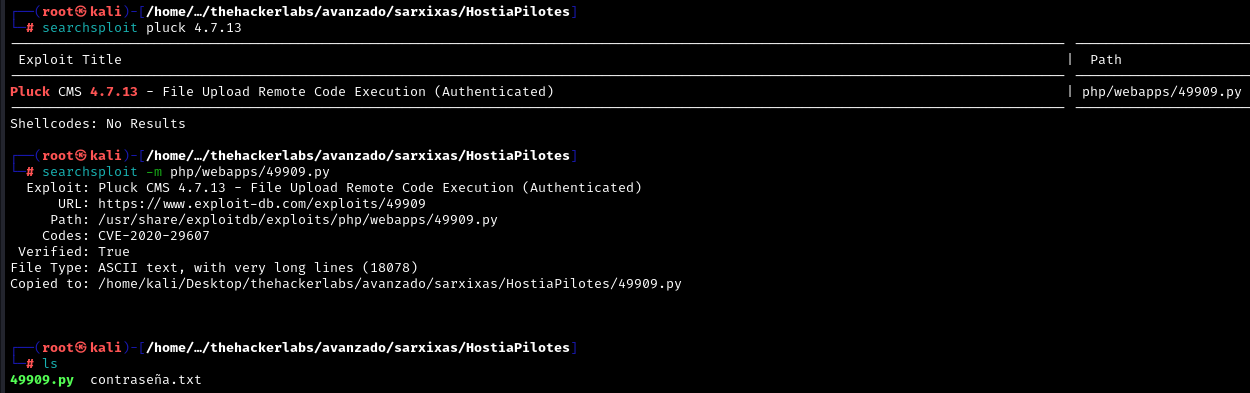 ┌──(root㉿kali)-[/home/…/thehackerlabs/avanzado/sarxixas/HostiaPilotes]
└─# searchsploit pluck 4.7.13
Exploit Title | Path
Pluck CMS 4.7.13 - File Upload Remote Code Execution (Authenticated) | php/webapps/49909.py
Shellcodes: No Results
┌──(root㉿kali)-[/home/…/thehackerlabs/avanzado/sarxixas/HostiaPilotes]
└─# searchsploit -m php/webapps/49909.py
Exploit: Pluck CMS 4.7.13 - File Upload Remote Code Execution (Authenticated)
URL: https://www.exploit-db.com/exploits/49909
Path: /usr/share/exploitdb/exploits/php/webapps/49909.py
Codes: CVE-2020-29607
Verified: True
File Type: ASCII text, with very long lines (18078)
Copied to: /home/kali/Desktop/thehackerlabs/avanzado/sarxixas/HostiaPilotes/49909.py
┌──(root㉿kali)-[/home/…/thehackerlabs/avanzado/sarxixas/HostiaPilotes]
└─# ls
49909.py contraseña.txt